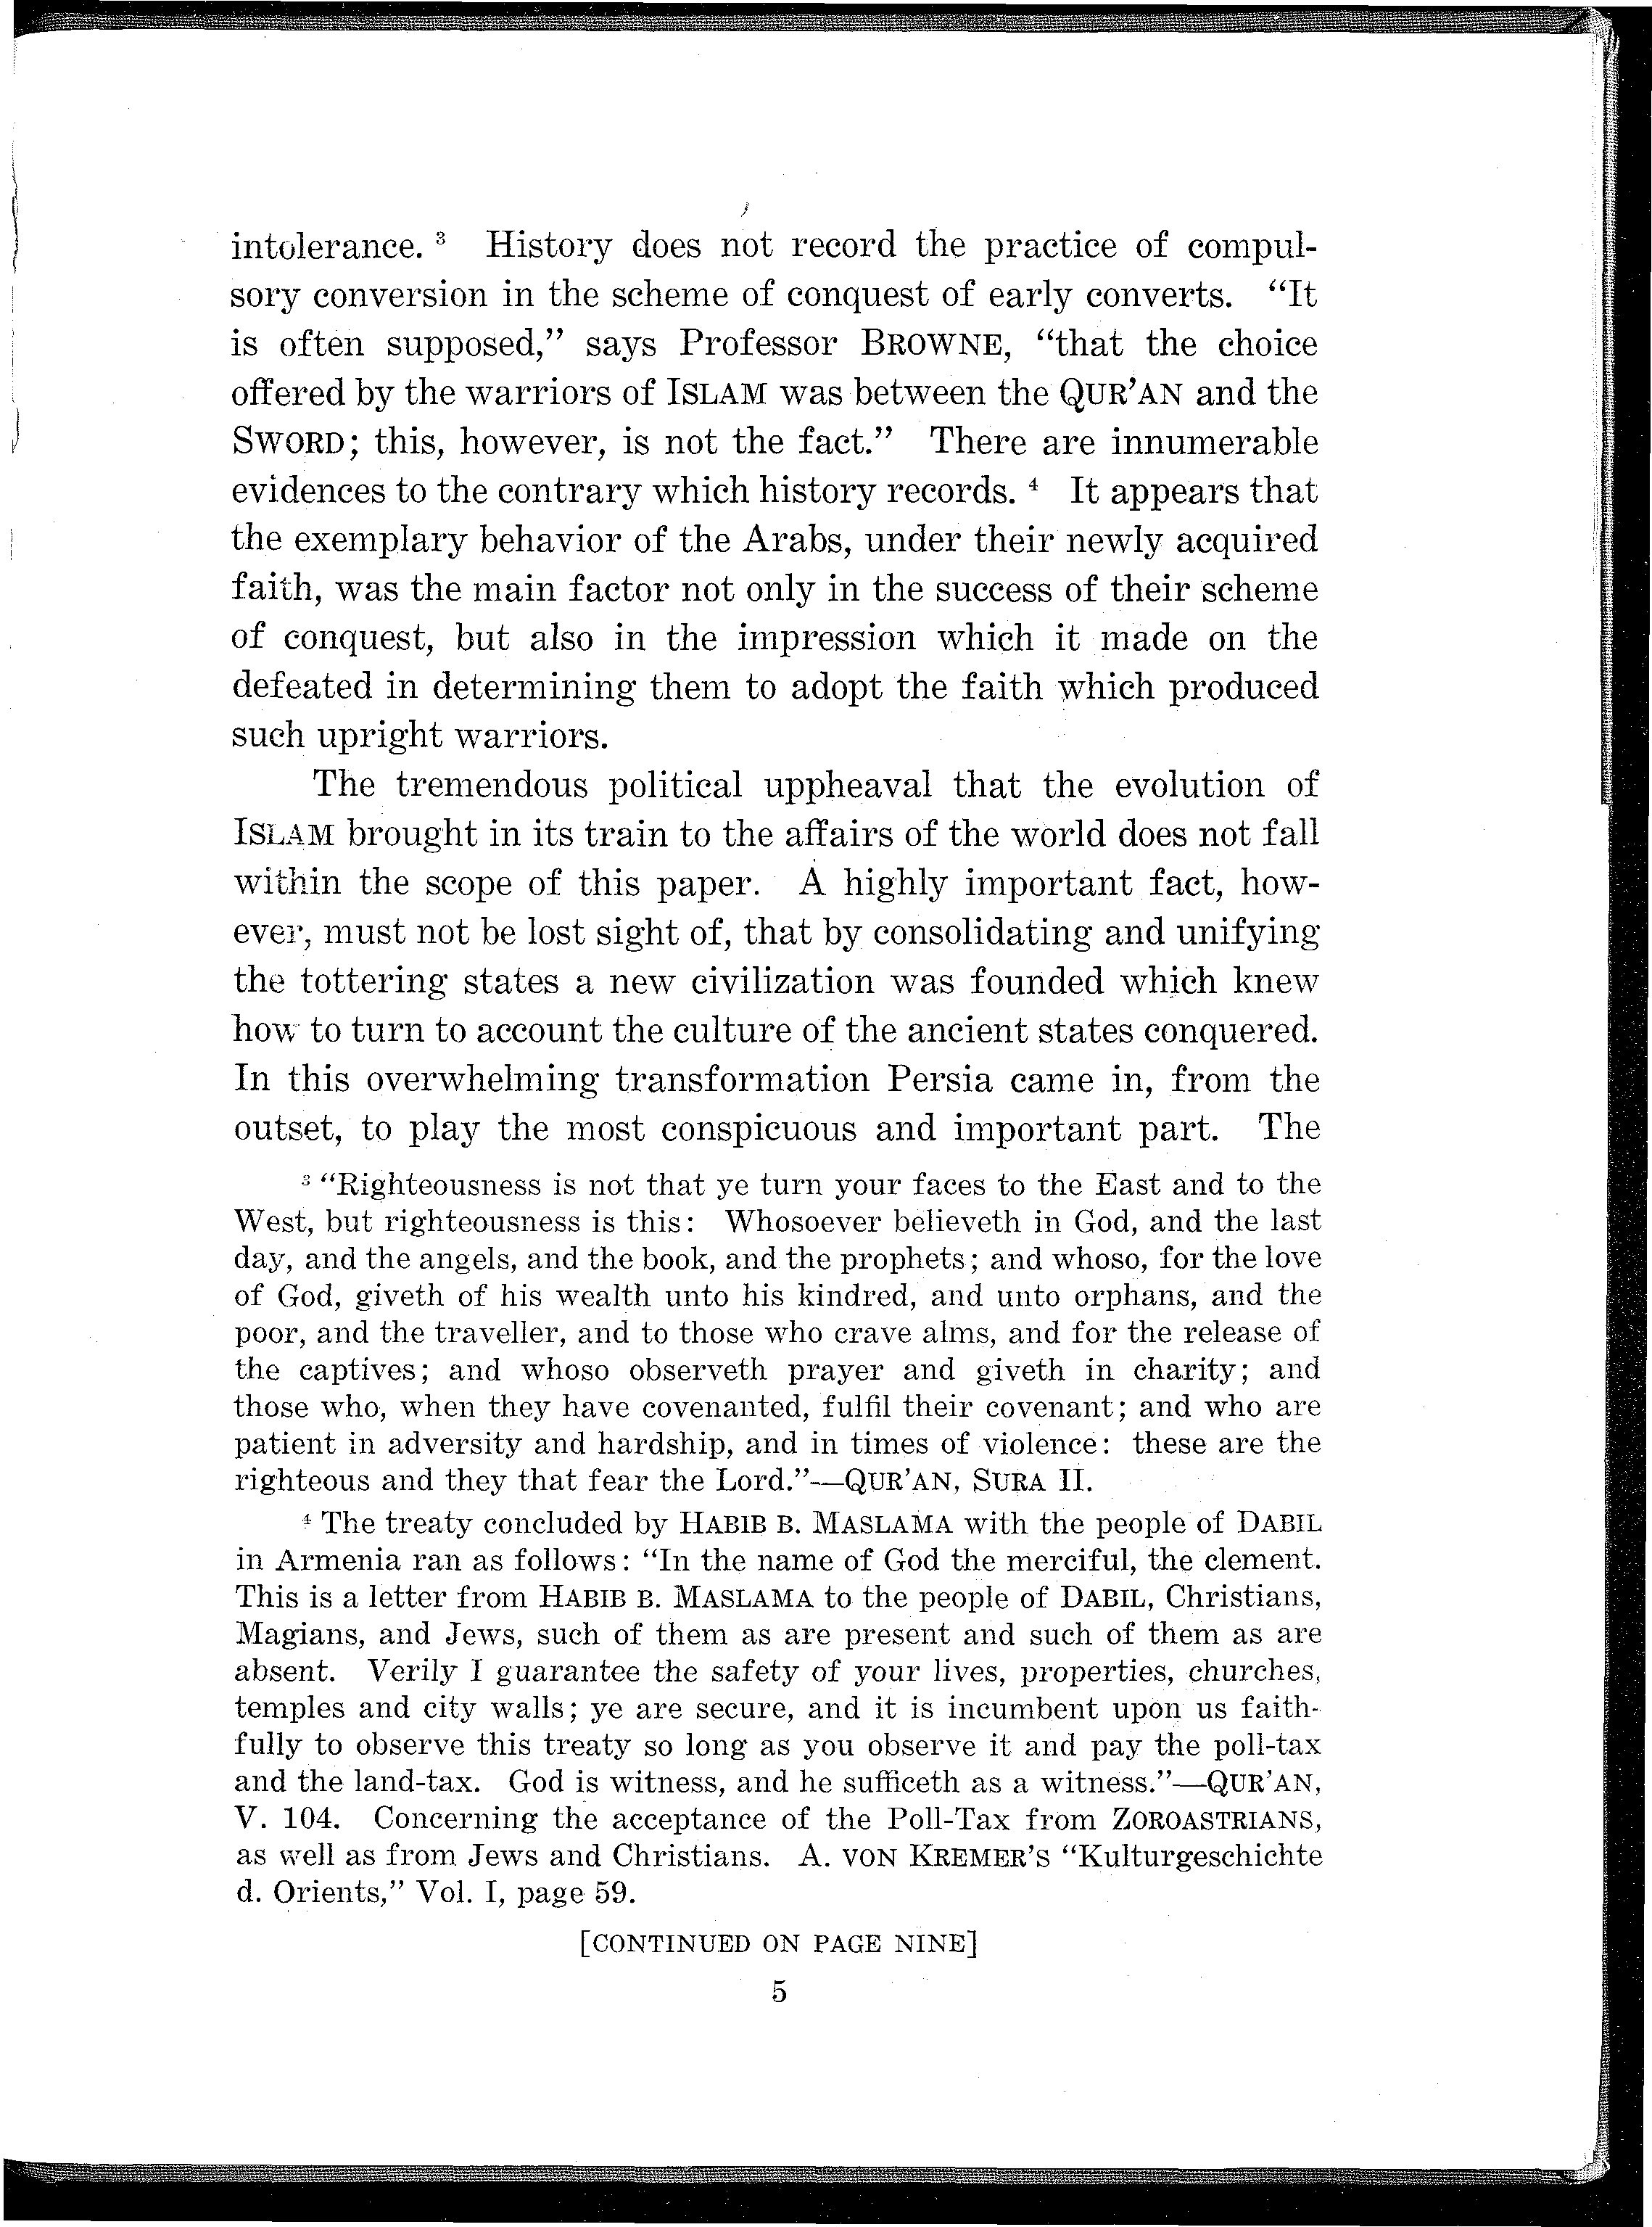 intolerance. ³ History does not record the practice of compul-
sory conversion in the scheme of conquest of early converts. “It
is often supposed,” says Professor BROWNE, “that the choice
offered by the warriors of ISLAM was between the QUR’AN and the
SWORD; this, however, is not the fact.” There are innumerable
evidences to the contrary which history records. ⁴ It appears that
the exemplary behavior of the Arabs, under their newly acquired
faith, was the main factor not only in the success of their scheme
of conquest, but also in the impression which it made on the
defeated in determining them to adopt the faith which produced
such upright warriors.
The tremendous political uppheaval that the evolution of
ISLAM brought in its train to the affairs of the world does not fall
within the scope of this paper. A highly important fact, how-
ever, must not be lost sight of, that by consolidating and unifying
the tottering states a new civilization was founded which knew
how to turn to account the culture of the ancient states conquered.
In this overwhelming transformation Persia came in, from the
outset, to play the most conspicuous and important part. The
³ “Righteousness is not that ye turn your faces to the East and to the
West, but righteousness is this: Whosoever believeth in God, and the last
day, and the angels, and the book, and the prophets; and whoso, for the love
of God, giveth of his wealth unto his kindred, and unto orphans, and the
poor, and the traveller, and to those who crave alms, and for the release of
the captives; and whoso observeth prayer and giveth in charity; and
those who, when they have covenanted, fulfil their covenant; and who are
patient in adversity and hardship, and in times of violence: these are the
righteous and they that fear the Lord.”—QUR’AN, SURA II.
⁴ The treaty concluded by HABIB B. MASLAMA with the people of DABIL
in Armenia ran as follows: “In the name of God the merciful, the clement.
This is a letter from HABIB B. MASLAMA to the people of DABIL, Christians,
Magians, and Jews, such of them as are present and such of them as are
absent. Verily I guarantee the safety of your lives, properties, churches,
temples and city walls; ye are secure, and it is incumbent upon us faith-
fully to observe this treaty so long as you observe it and pay the poll-tax
and the land-tax. God is witness, and he sufficeth as a witness.”—QUR’AN,
V. 104. Concerning the acceptance of the Poll-Tax from ZOROASTRIANS,
as well as from Jews and Christians. A. VON KREMER’S “Kulturgeschichte
d. Orients,” Vol. I, page 59.
[CONTINUED ON PAGE NINE]
5